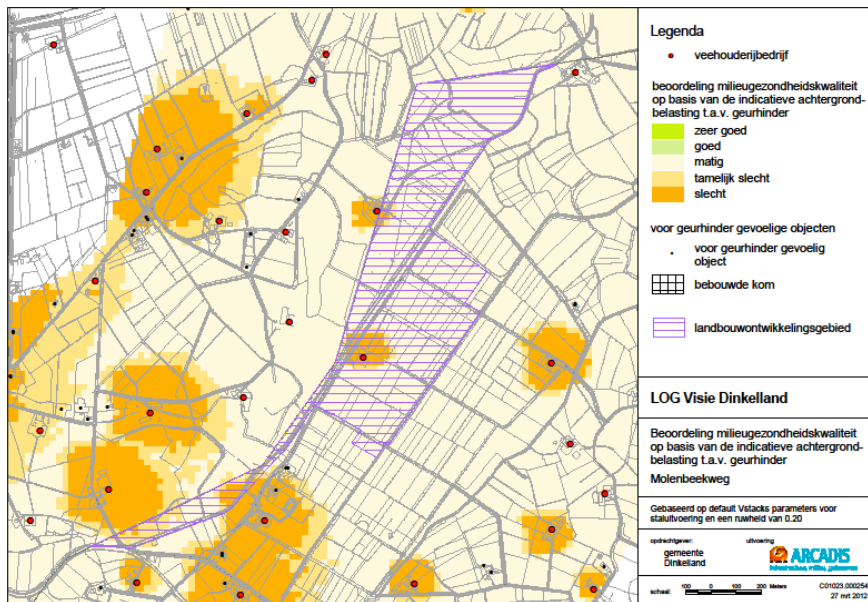 Legenda
veehouderijbedrijf
beoordeling milieugezondheidskwaliteit
op basis van de indicatieve achtergrond-
belasting t.a.v. geurhinder
zeer goed
goed
matig
tamelijk slecht
slecht
voor geurhinder gevoelige objecten
voor geurhinder gevoelig
object
bebouwde kom
landbouwontwikkelingsgebied
LOG Visie Dinkelland
Beoordeling milieugezondheidskwaliteit
op basis van de indicatieve achtergrond-
belasting t.a.v. geurhinder
Molenbeekweg
Gebaseerd op default Vstacks parameters voor
staluitvoering en een ruwheid van 0.20
opdrachtgever: uitvoering
gemeente
Dinkelland
ARCADIS
Infrastructuur, milieu, gebouwen
schaal: 100 0 100 200 Meters
C01023.000254
27 mrt 2012